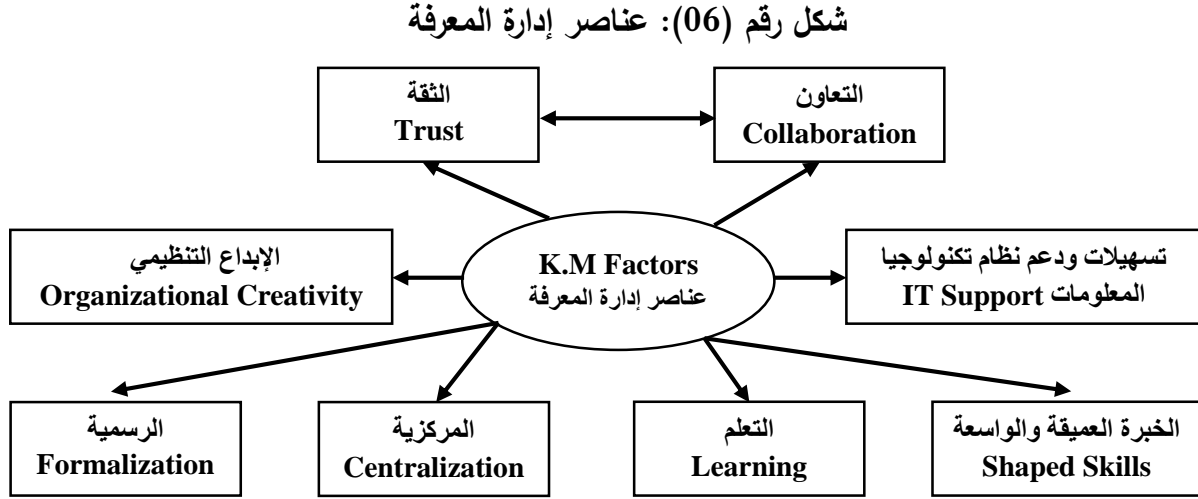 شكل رقم (06): عناصر إدارة المعرفة
التعاون
Collaboration
الثقة
Trust
تسهيلات ودعم نظام تكنولوجيا
المعلومات IT Support
K.M Factors
عناصر إدارة المعرفة
الإبداع التنظيمي
Organizational Creativity
الخبرة العميقة والواسعة
Shaped Skills
التعلم
Learning
المركزية
Centralization
الرسمية
Formalization